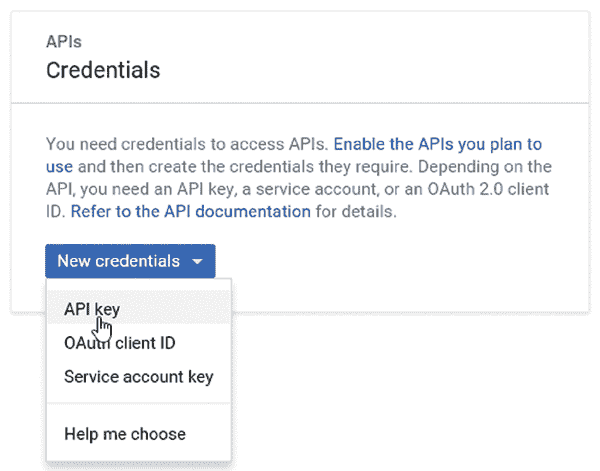 APIs
Credentials
You need credentials to access APIs. Enable the APIs you plan to
use and then create the credentials they require. Depending on the
API, you need an API key, a service account, or an OAuth 2.0 client
ID. Refer to the API documentation for details.
New credentials
API key
OAuth client ID
Service account key
Help me choose